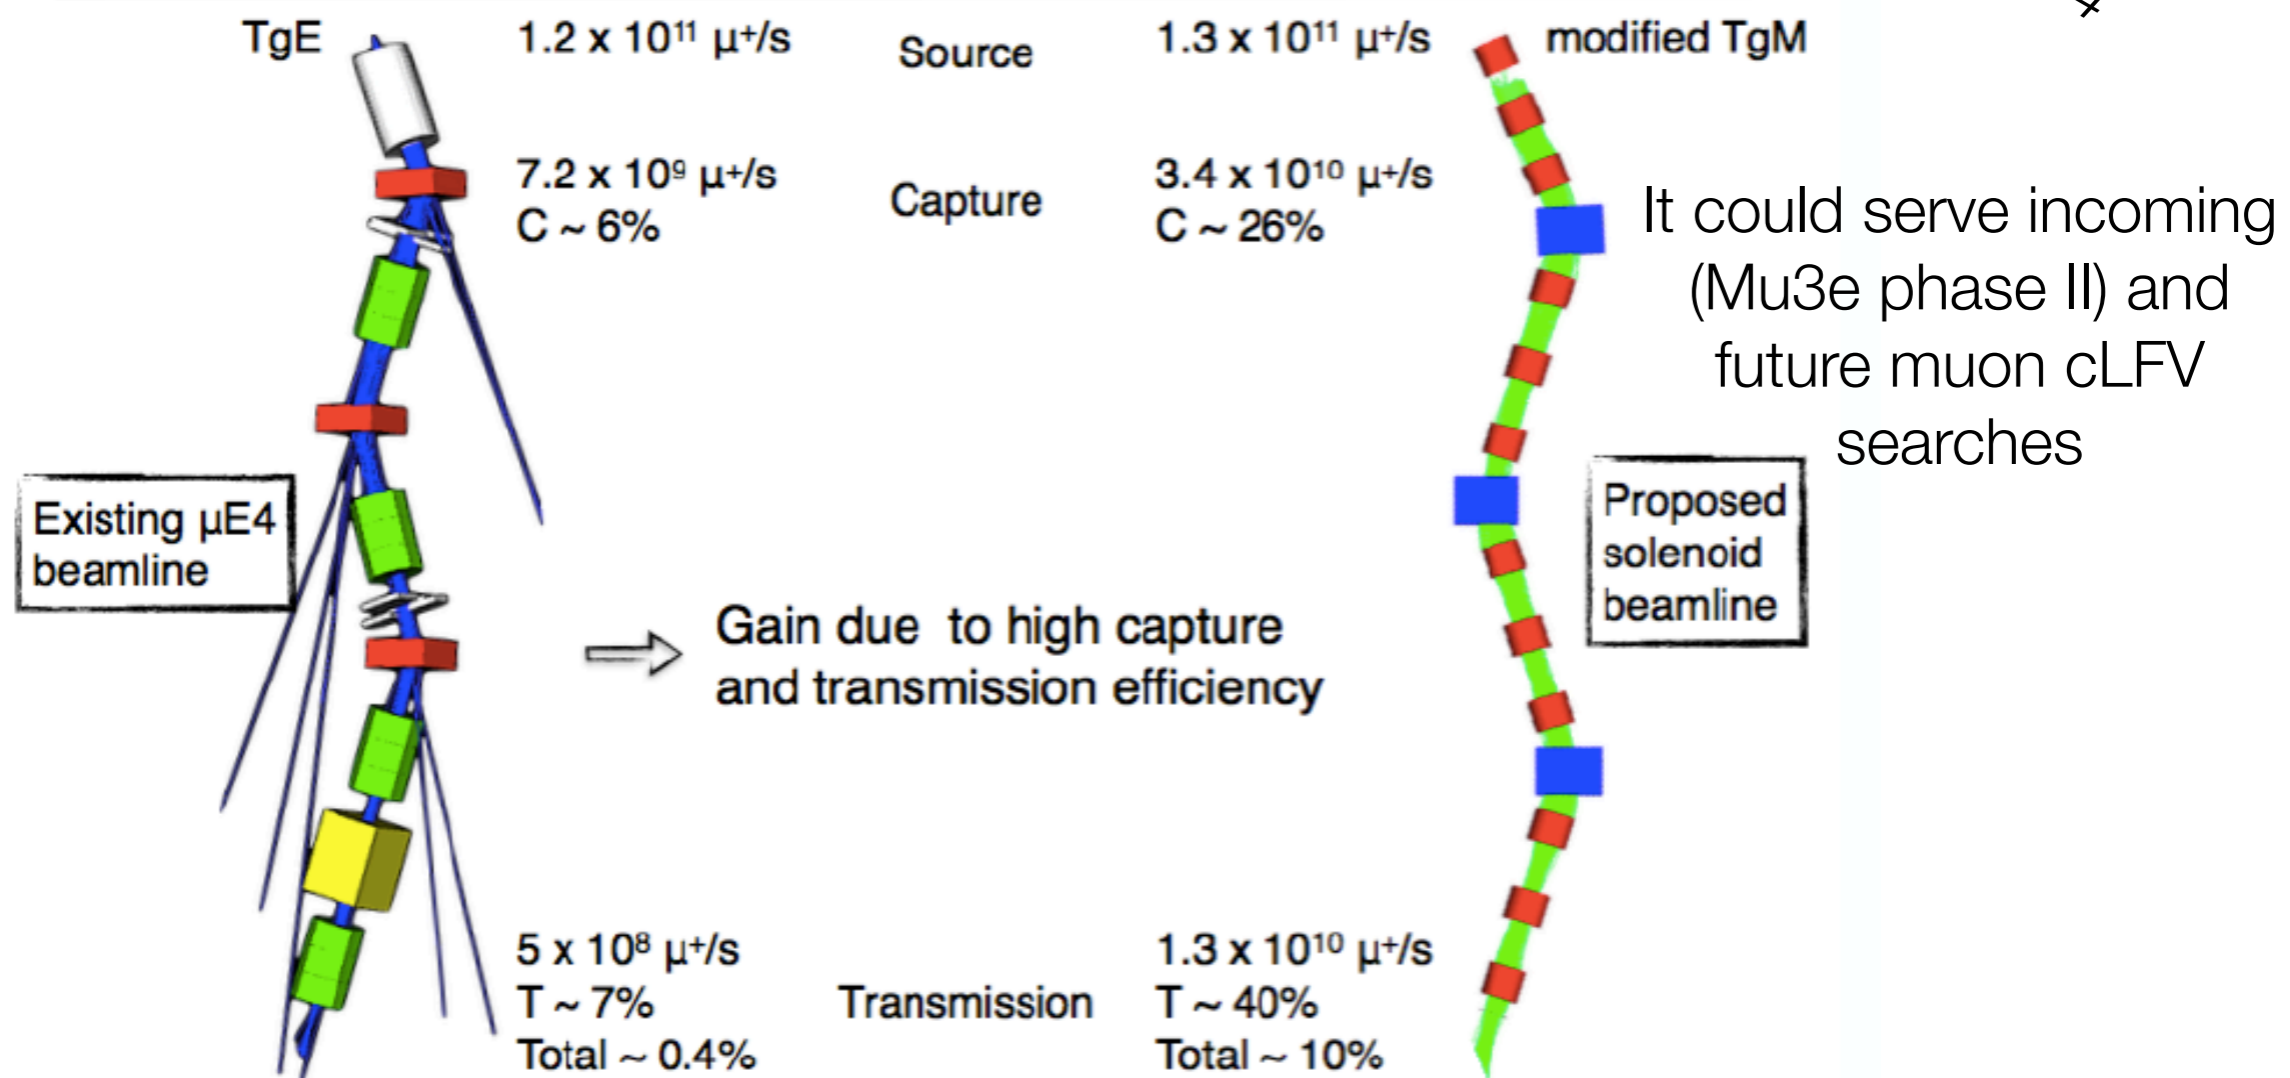 TgE
1.2 x 10¹¹ μ⁺/s
Source
1.3 x 10¹¹ μ⁺/s
modified TgM
7.2 x 10⁹ μ⁺/s
C ~ 6%
Capture
3.4 x 10¹⁰ μ⁺/s
C ~ 26%
It could serve incoming
(Mu3e phase II) and
future muon cLFV
searches
Existing μE4
beamline
Proposed
solenoid
beamline
Gain due to high capture
and transmission efficiency
5 x 10⁸ μ⁺/s
T ~ 7%
Total ~ 0.4%
Transmission
1.3 x 10¹⁰ μ⁺/s
T ~ 40%
Total ~ 10%